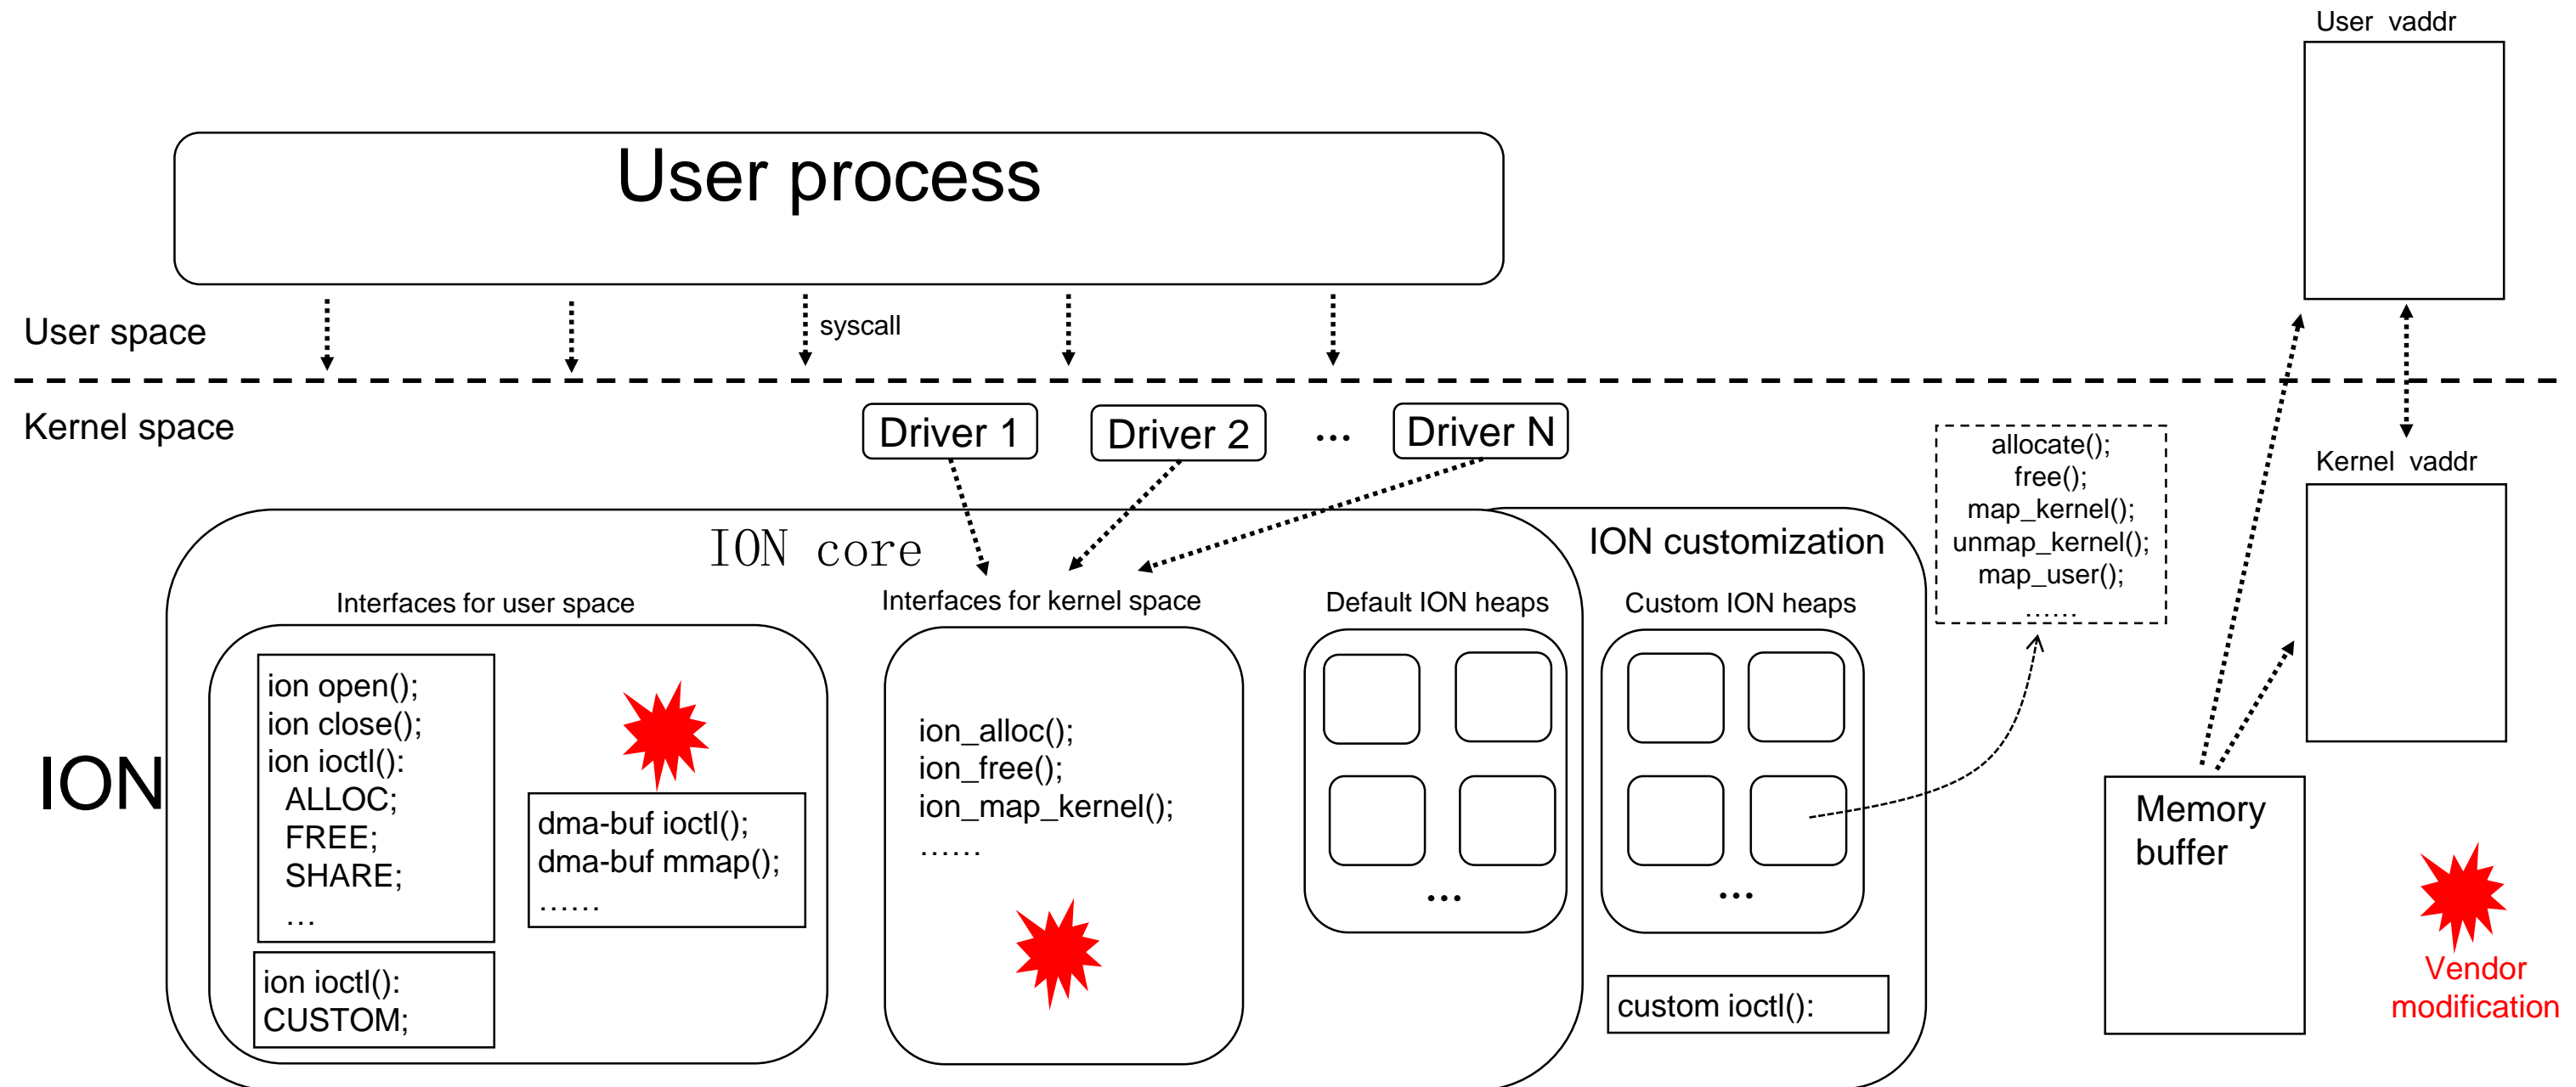 User vaddr
User process
User space
syscall
Kernel space
Driver 1
Driver 2
...
Driver N
allocate();
free();
map_kernel();
unmap_kernel();
map_user();
......
Kernel vaddr
ION core
ION customization
Interfaces for user space
Interfaces for kernel space
Default ION heaps
Custom ION heaps
ION
ion open();
ion close();
ion ioctl():
ALLOC;
FREE;
SHARE;
...
dma-buf ioctl();
dma-buf mmap();
......
ion ioctl():
CUSTOM;
ion_alloc();
ion_free();
ion_map_kernel();
......
...
...
custom ioctl():
Memory
buffer
Vendor
modification